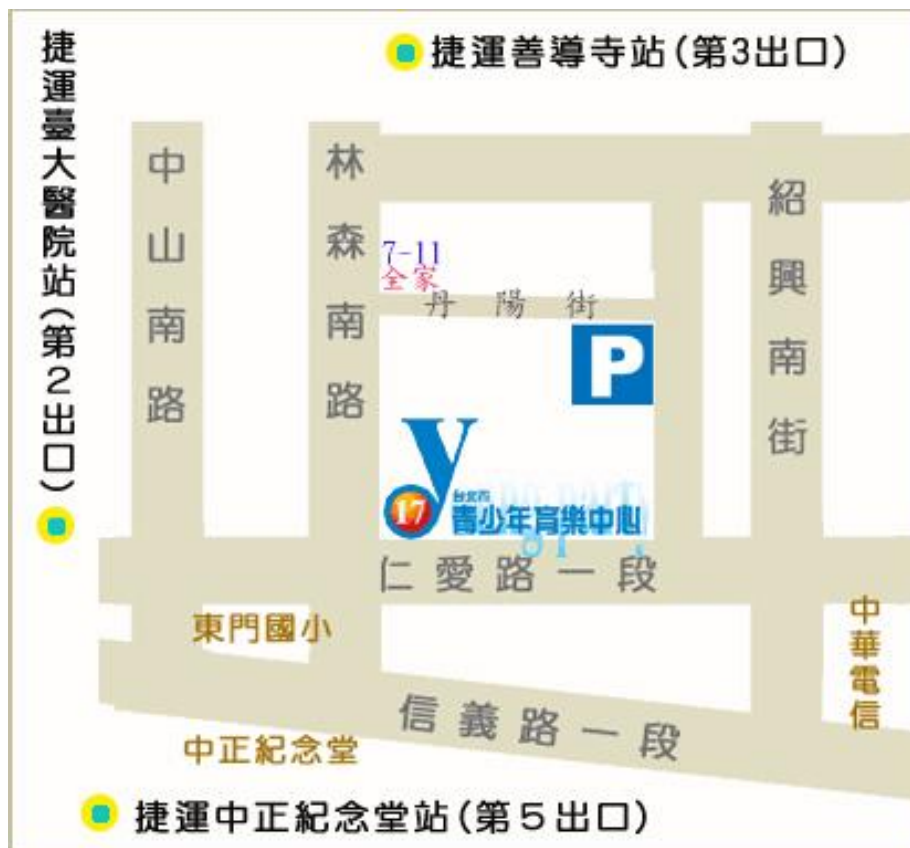 捷運善導寺站(第3出口)
捷運臺大醫院站(第2出口)
中山南路
林森南路
紹興南街
7-11
全家
丹陽街
P
y
17
台北市
青少年育樂中心
仁愛路一段
東門國小
中華電信
信義路一段
中正紀念堂
捷運中正紀念堂站(第5出口)